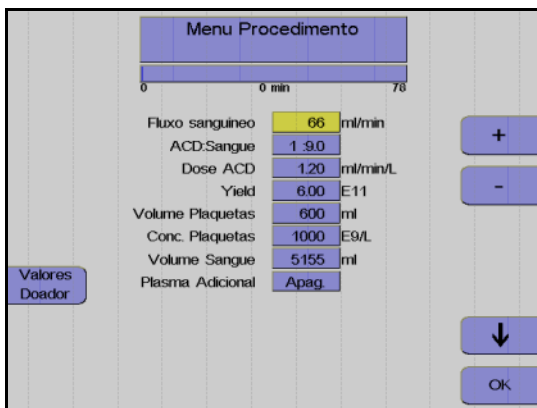 Menu Procedimento
0 0 min 78
Fluxo sanguineo 66 ml/min
ACD:Sangue 1 :9.0
Dose ACD 1.20 ml/min/L
Yield 6.00 E11
Volume Plaquetas 600 ml
Conc. Plaquetas 1000 E9/L
Volume Sangue 5155 ml
Plasma Adicional Apag.
+
-
Valores
Doador
↓
OK